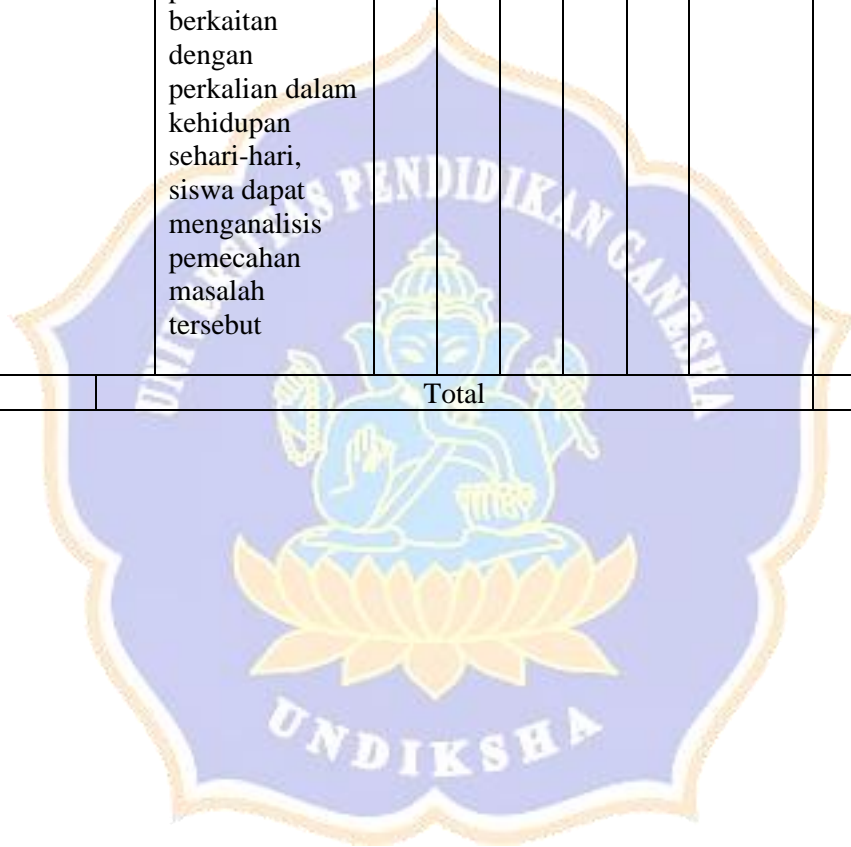 berkaitan
dengan
perkalian dalam
kehidupan
sehari-hari,
siswa dapat
menganalisis
pemecahan
masalah
tersebut
Total
UNIVERSITAS PENDIDIKAN GANESHA
UNDIKSHA